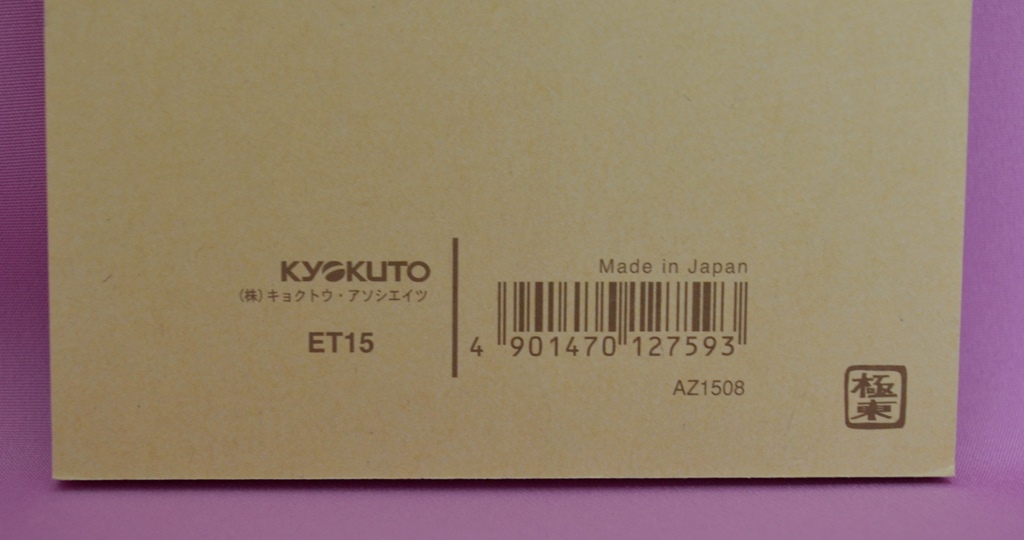 KYOKUTO
(株)キョクトウ・アソシエイツ
ET15
Made in Japan
4 901470 127593
AZ1508
極東